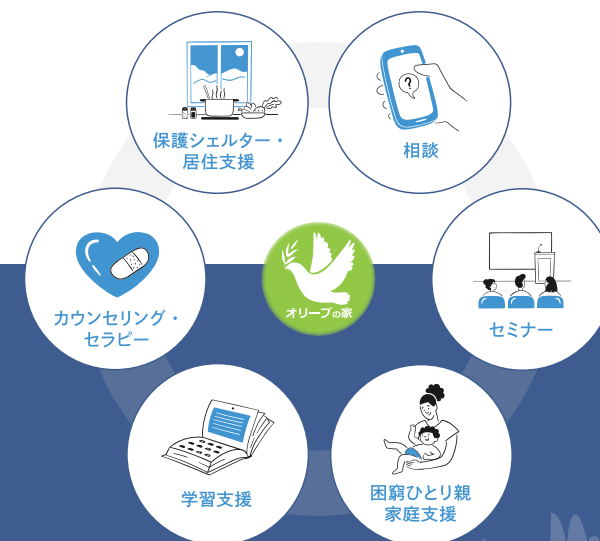 保護シェルター・
居住支援
?
相談
カウンセリング・
セラピー
オリーブの家
セミナー
学習支援
困窮ひとり親
家庭支援